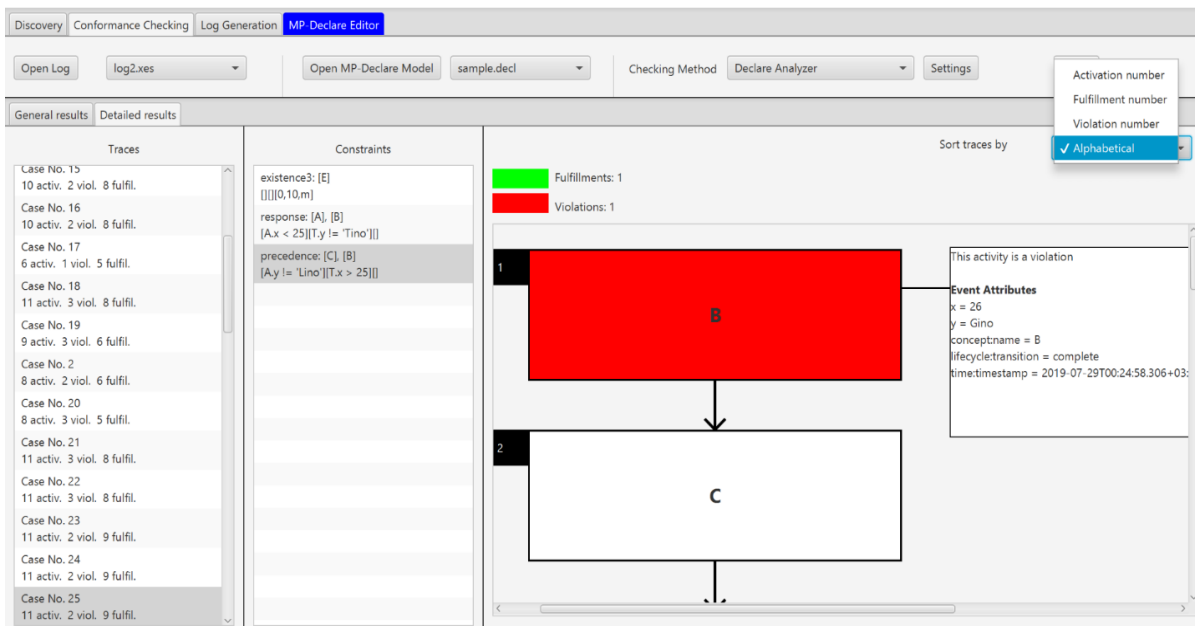 Discovery Conformance Checking Log Generation MP-Declare Editor
Open Log log2.xes Open MP-Declare Model sample.decl Checking Method Declare Analyzer Settings
Activation number
Fulfillment number
Violation number
✓ Alphabetical
General results Detailed results
Sort traces by
Traces
Case No. 15
10 activ. 2 viol. 8 fulfil.
Case No. 16
10 activ. 2 viol. 8 fulfil.
Case No. 17
6 activ. 1 viol. 5 fulfil.
Case No. 18
11 activ. 3 viol. 8 fulfil.
Case No. 19
9 activ. 3 viol. 6 fulfil.
Case No. 2
8 activ. 2 viol. 6 fulfil.
Case No. 20
8 activ. 3 viol. 5 fulfil.
Case No. 21
11 activ. 3 viol. 8 fulfil.
Case No. 22
11 activ. 3 viol. 8 fulfil.
Case No. 23
11 activ. 2 viol. 9 fulfil.
Case No. 24
11 activ. 2 viol. 9 fulfil.
Case No. 25
11 activ. 2 viol. 9 fulfil.
Constraints
existence3: [E]
[][][0,10,m]
response: [A], [B]
[A.x < 25][T.y != 'Tino'][]
precedence: [C], [B]
[A.y != 'Lino'][T.x > 25][]
Fulfillments: 1
Violations: 1
1
B
This activity is a violation
Event Attributes
x = 26
y = Gino
concept:name = B
lifecycle:transition = complete
time:timestamp = 2019-07-29T00:24:58.306+03:
2
C